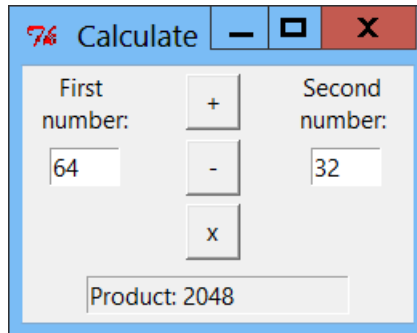 Calculate
X
First
number:
+
Second
number:
64
-
32
x
Product: 2048